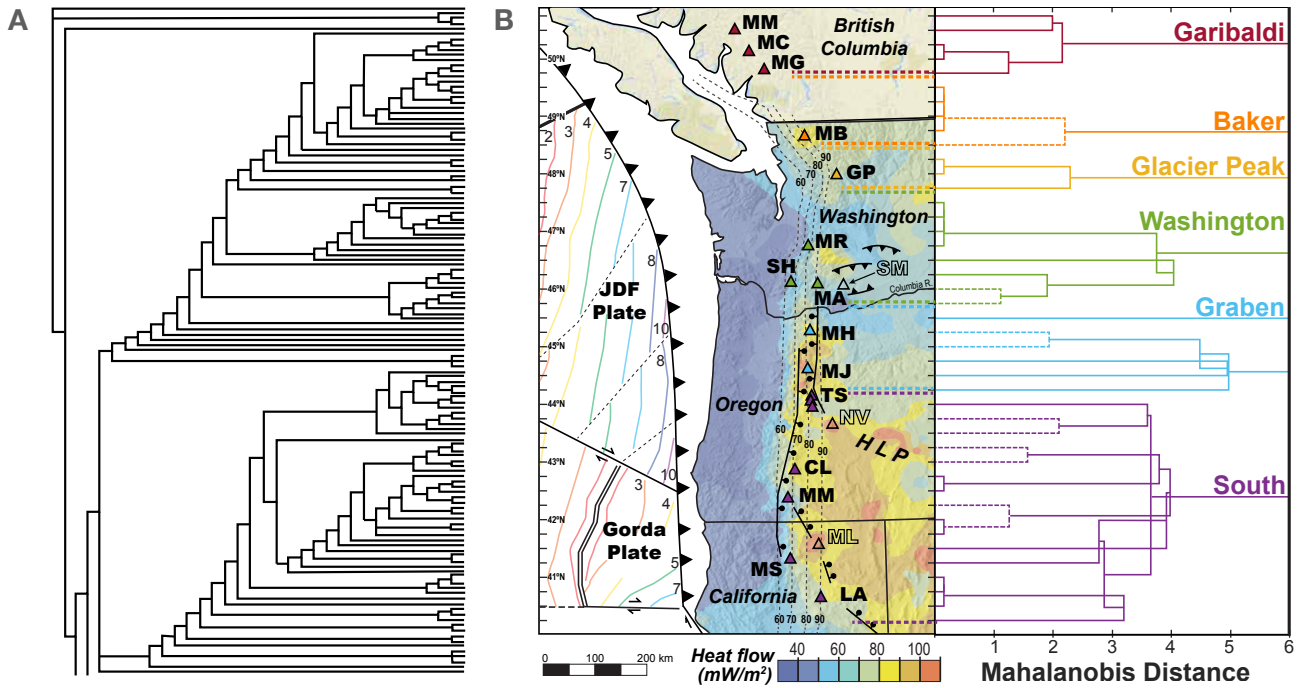 A
B
MM
MC
MG
British
Columbia
Garibaldi
50°N
49°N
48°N
47°N
46°N
45°N
44°N
43°N
42°N
41°N
2
3
4
5
7
8
10
8
10
3
4
5
7
MB
Baker
90
80
70
60
GP
Glacier Peak
Washington
Washington
MR
SH
SM
Columbia R.
MA
JDF
Plate
MH
Graben
MJ
TS
Oregon
NV
HLP
60
70
80
90
CL
MM
South
Gorda
Plate
ML
MS
California
LA
60
70
80
90
0 100 200 km
Heat flow
(mW/m²)
40 60 80 100
1 2 3 4 5 6
Mahalanobis Distance